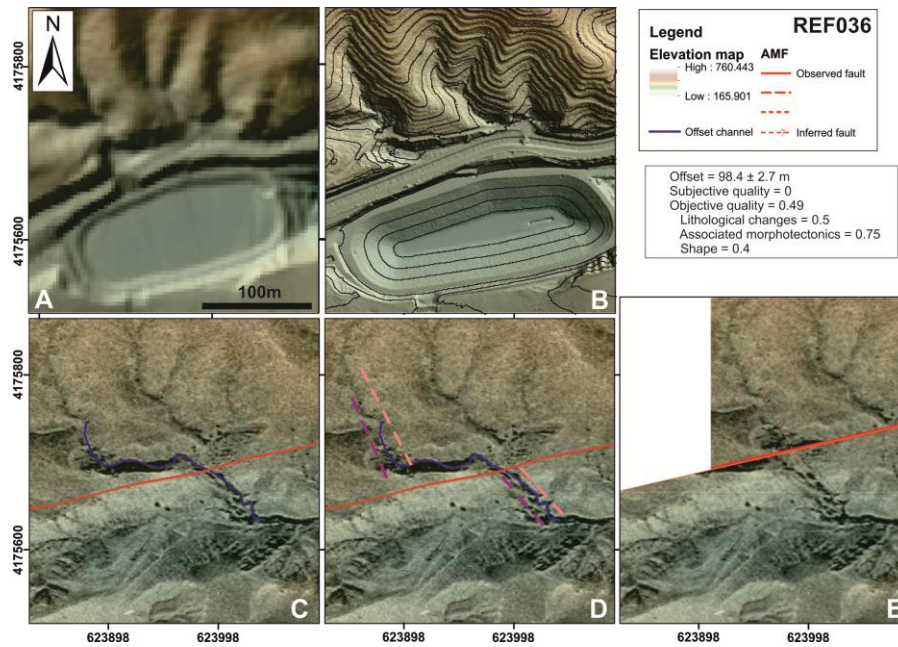 N
4175800
4175600
A
100m
B
REF036
Legend
Elevation map
AMF
High : 760.443
Low : 165.901
Observed fault
Offset channel
Inferred fault
Offset = 98.4 ± 2.7 m
Subjective quality = 0
Objective quality = 0.49
Lithological changes = 0.5
Associated morphotectonics = 0.75
Shape = 0.4
4175800
4175600
C
D
E
623898
623998
623898
623998
623898
623998